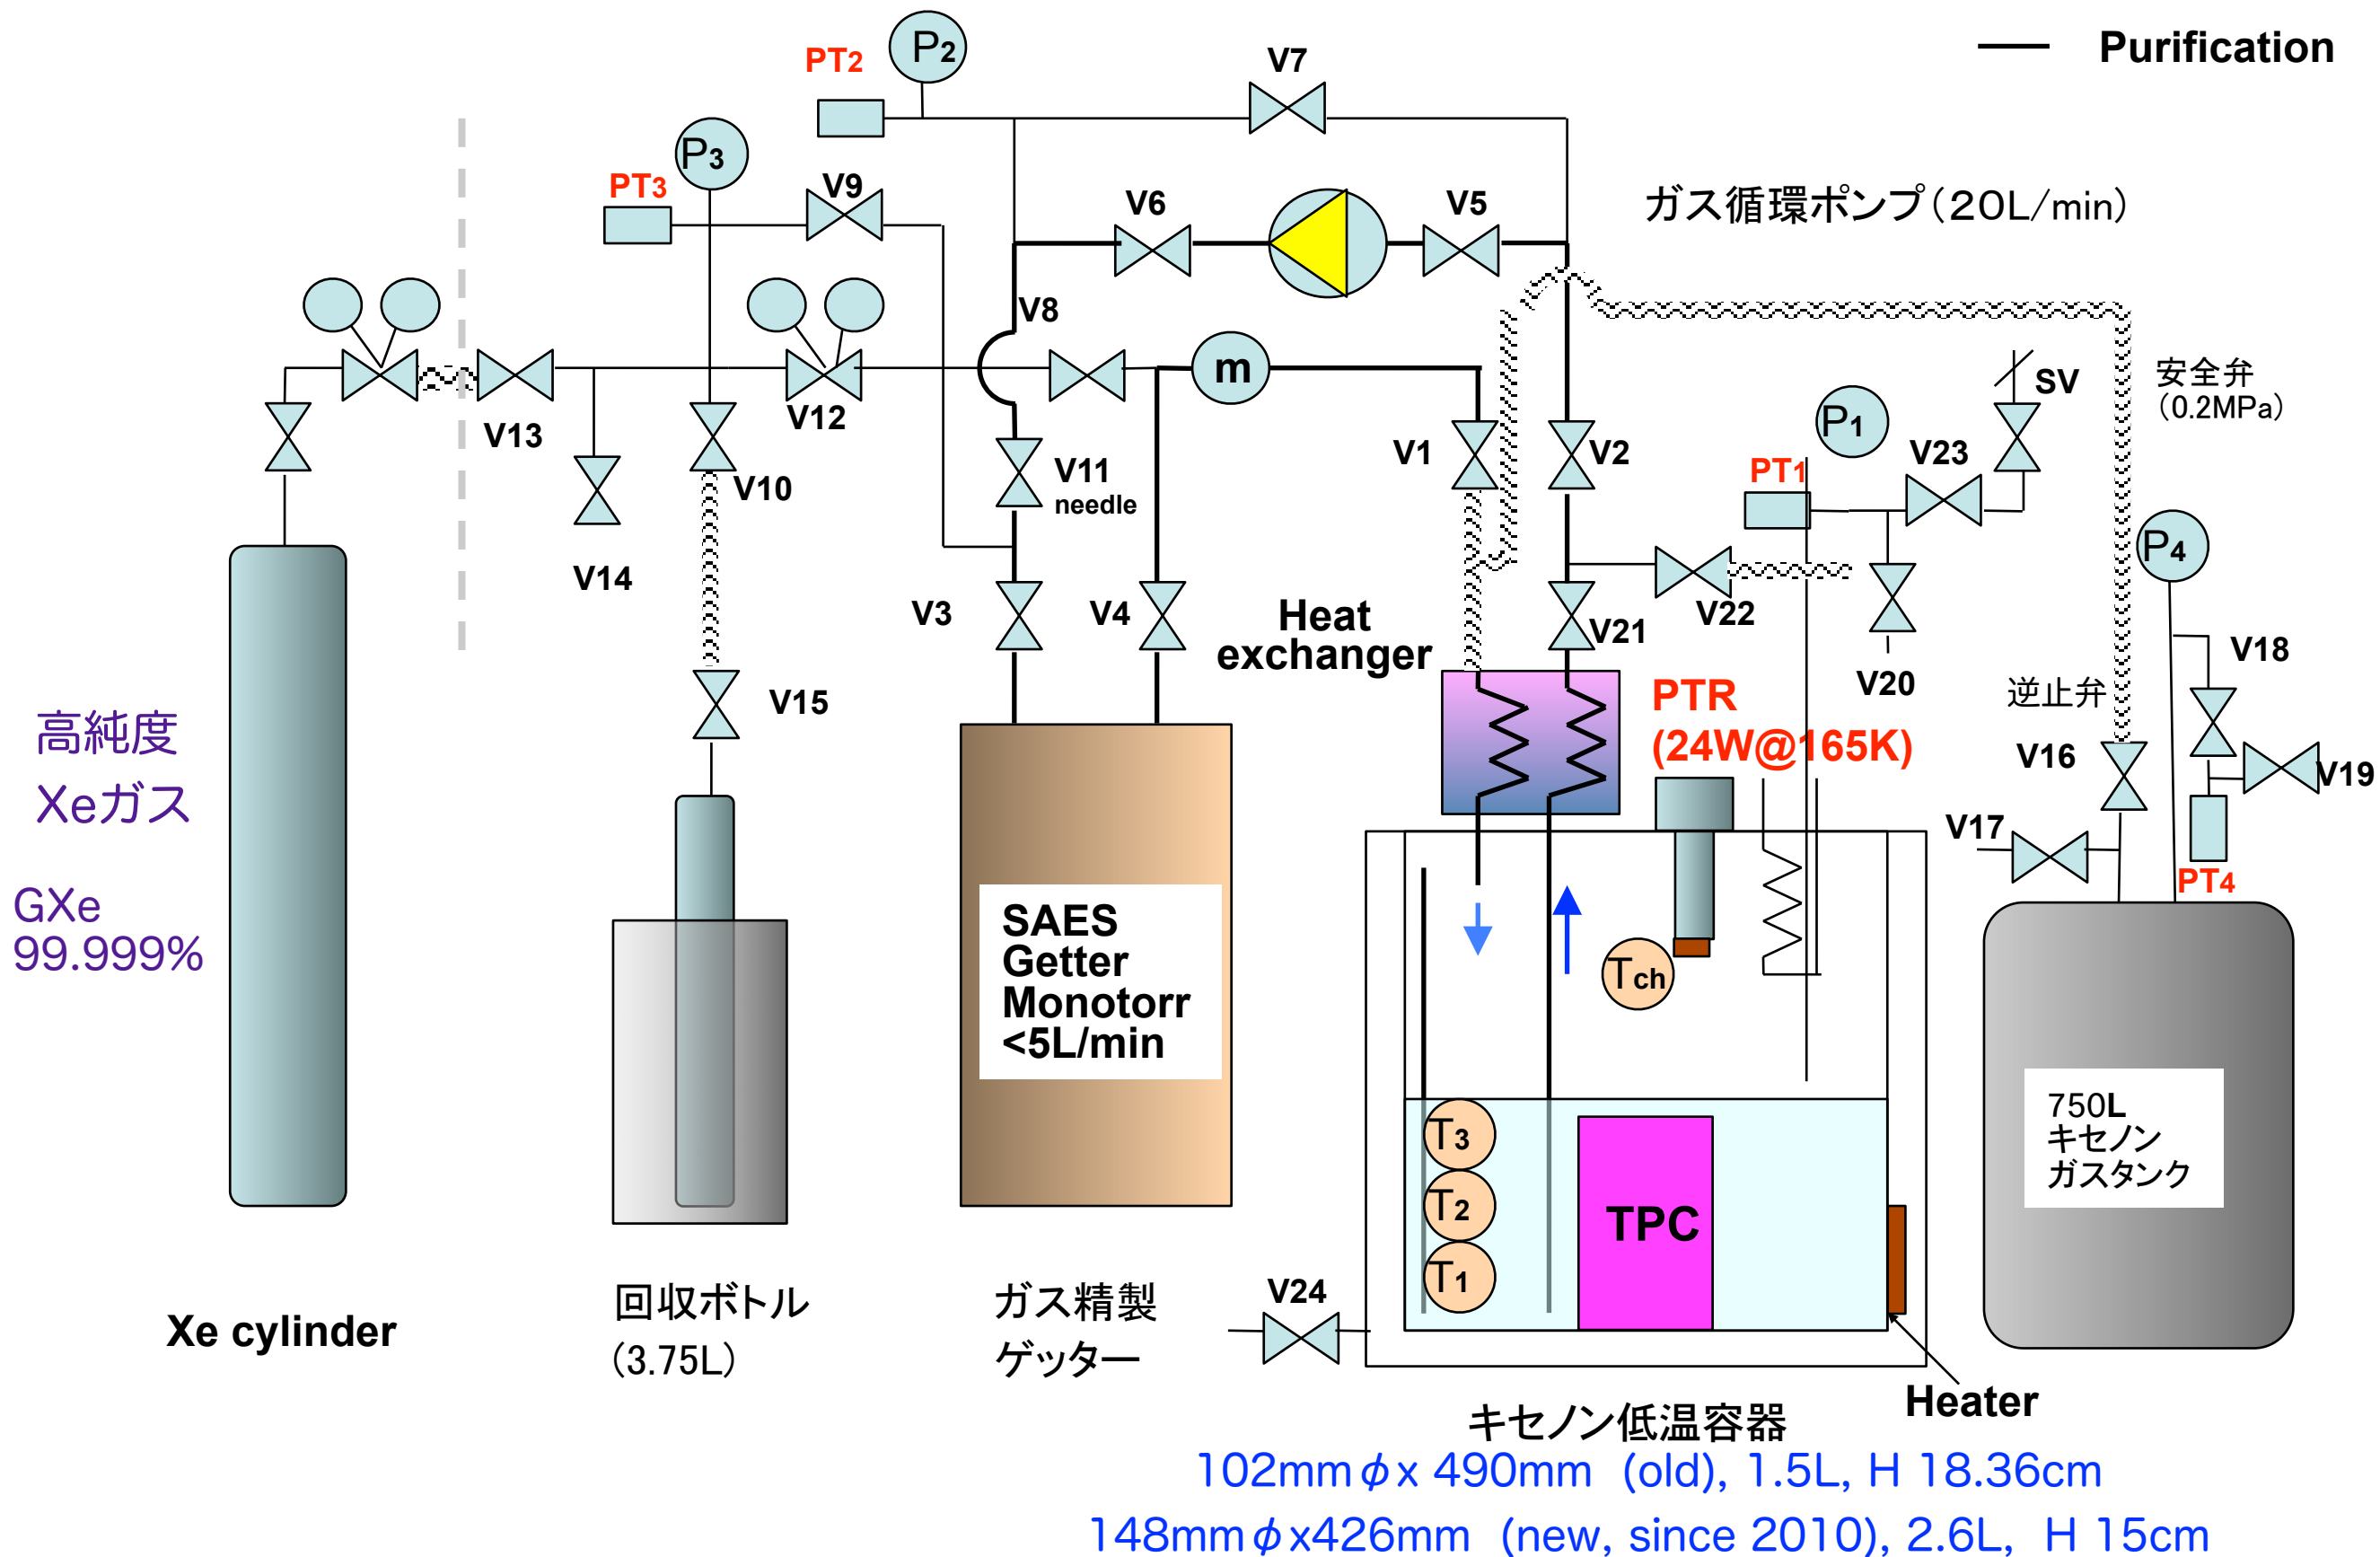 Purification
PT2
P2
V7
P3
PT3
V9
V6
V5
ガス循環ポンプ(20L/min)
V8
m
V13
V12
V10
V11
needle
V14
V1
V2
P1
V23
SV
安全弁
(0.2MPa)
PT1
P4
V3
V4
Heat
exchanger
V21
V22
V20
V18
V15
高純度
Xeガス
GXe
99.999%
PTR
(24W@165K)
逆止弁
V16
V19
V17
PT4
SAES
Getter
Monotorr
<5L/min
Tch
T3
T2
T1
TPC
750L
キセノン
ガスタンク
Xe cylinder
回収ボトル
(3.75L)
ガス精製
ゲッター
V24
Heater
キセノン低温容器
102mmφx 490mm (old), 1.5L, H 18.36cm
148mmφx426mm (new, since 2010), 2.6L, H 15cm